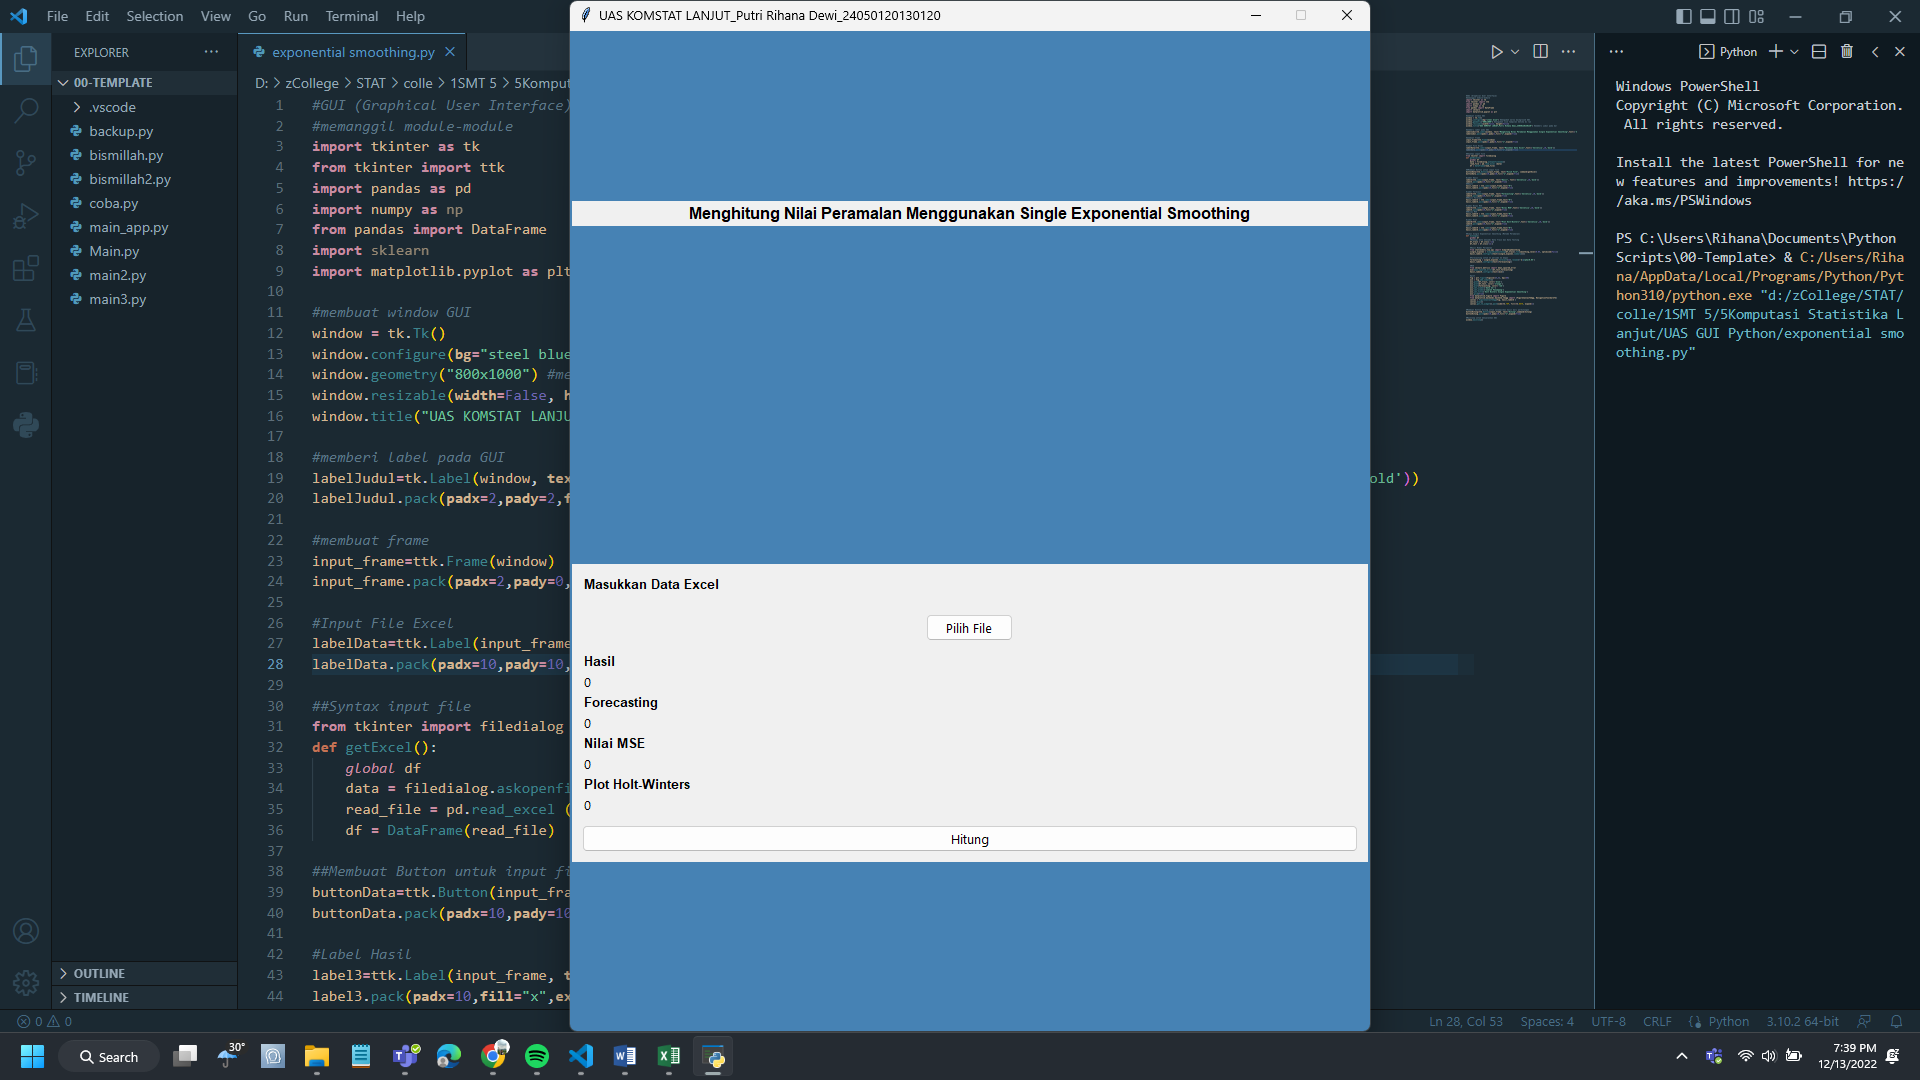 File Edit Selection View Go Run Terminal Help
EXPLORER
00-TEMPLATE
.vscode
backup.py
bismillah.py
bismillah2.py
coba.py
main_app.py
Main.py
main2.py
main3.py
OUTLINE
TIMELINE
exponential smoothing.py
D: > zCollege > STAT > colle > 1SMT 5 > 5Komput
1 #GUI (Graphical User Interface)
2 #memanggil module-module
3 import tkinter as tk
4 from tkinter import ttk
5 import pandas as pd
6 import numpy as np
7 from pandas import DataFrame
8 import sklearn
9 import matplotlib.pyplot as plt
10
11 #membuat window GUI
12 window = tk.Tk()
13 window.configure(bg="steel blue
14 window.geometry("800x1000") #me
15 window.resizable(width=False, h
16 window.title("UAS KOMSTAT LANJU
17
18 #memberi label pada GUI
19 labelJudul=tk.Label(window, tex old'))
20 labelJudul.pack(padx=2,pady=2,f
21
22 #membuat frame
23 input_frame=ttk.Frame(window)
24 input_frame.pack(padx=2,pady=0,
25
26 #Input File Excel
27 labelData=ttk.Label(input_frame
28 labelData.pack(padx=10,pady=10,
29
30 ##Syntax input file
31 from tkinter import filedialog
32 def getExcel():
33 global df
34 data = filedialog.askopenfi
35 read_file = pd.read_excel (
36 df = DataFrame(read_file)
37
38 ##Membuat Button untuk input fi
39 buttonData=ttk.Button(input_fra
40 buttonData.pack(padx=10,pady=10
41
42 #Label Hasil
43 label3=ttk.Label(input_frame, t
44 label3.pack(padx=10,fill="x",ex
UAS KOMSTAT LANJUT_Putri Rihana Dewi_24050120130120
Menghitung Nilai Peramalan Menggunakan Single Exponential Smoothing
Masukkan Data Excel
Pilih File
Hasil
0
Forecasting
0
Nilai MSE
0
Plot Holt-Winters
0
Hitung
Python
Windows PowerShell
Copyright (C) Microsoft Corporation.
All rights reserved.
Install the latest PowerShell for ne
w features and improvements! https:/
/aka.ms/PSWindows
PS C:\Users\Rihana\Documents\Python
Scripts\00-Template> & C:/Users/Riha
na/AppData/Local/Programs/Python/Pyt
hon310/python.exe "d:/zCollege/STAT/
colle/1SMT 5/5Komputasi Statistika L
anjut/UAS GUI Python/exponential smo
othing.py"
0 0
Ln 28, Col 53 Spaces: 4 UTF-8 CRLF Python 3.10.2 64-bit
Search
30°
7:39 PM
12/13/2022